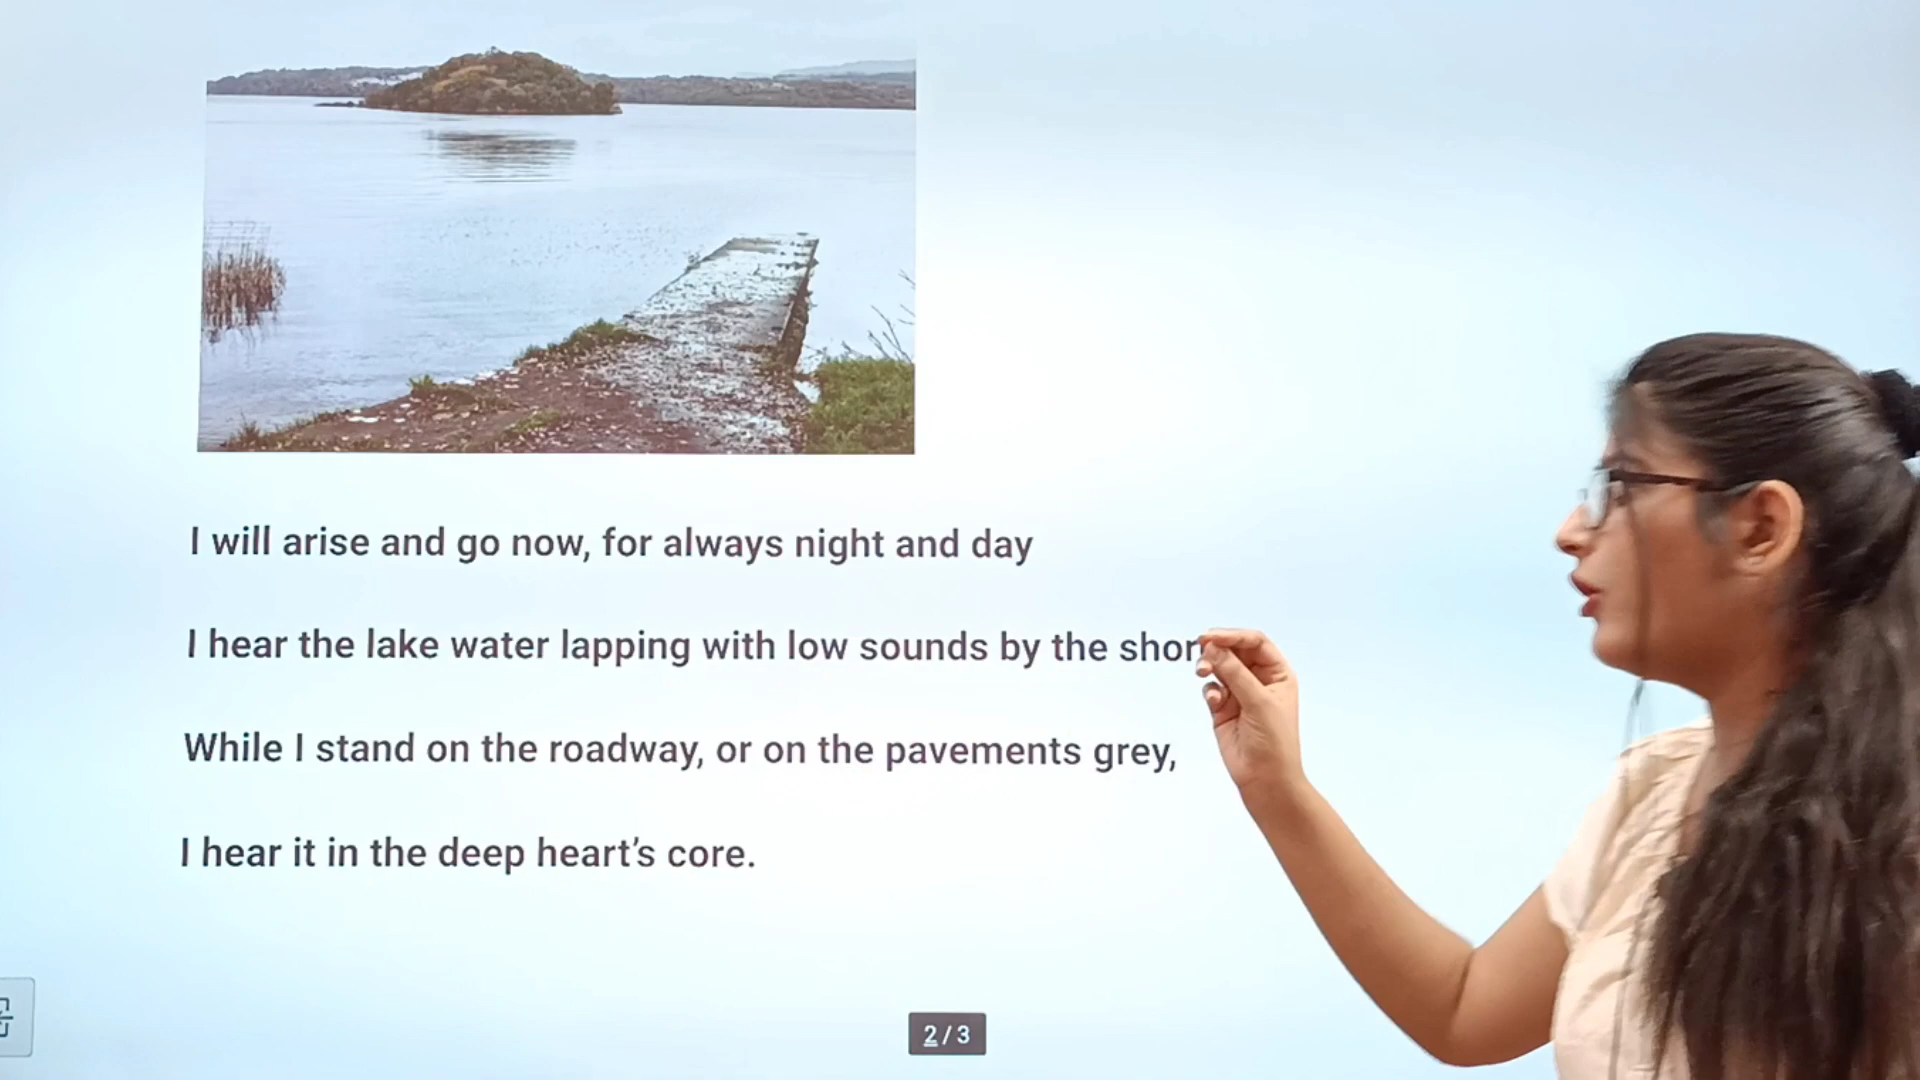 I will arise and go now, for always night and day
I hear the lake water lapping with low sounds by the
While I stand on the roadway, or on the pavements grey,
I hear it in the deep heart's core.
2/3